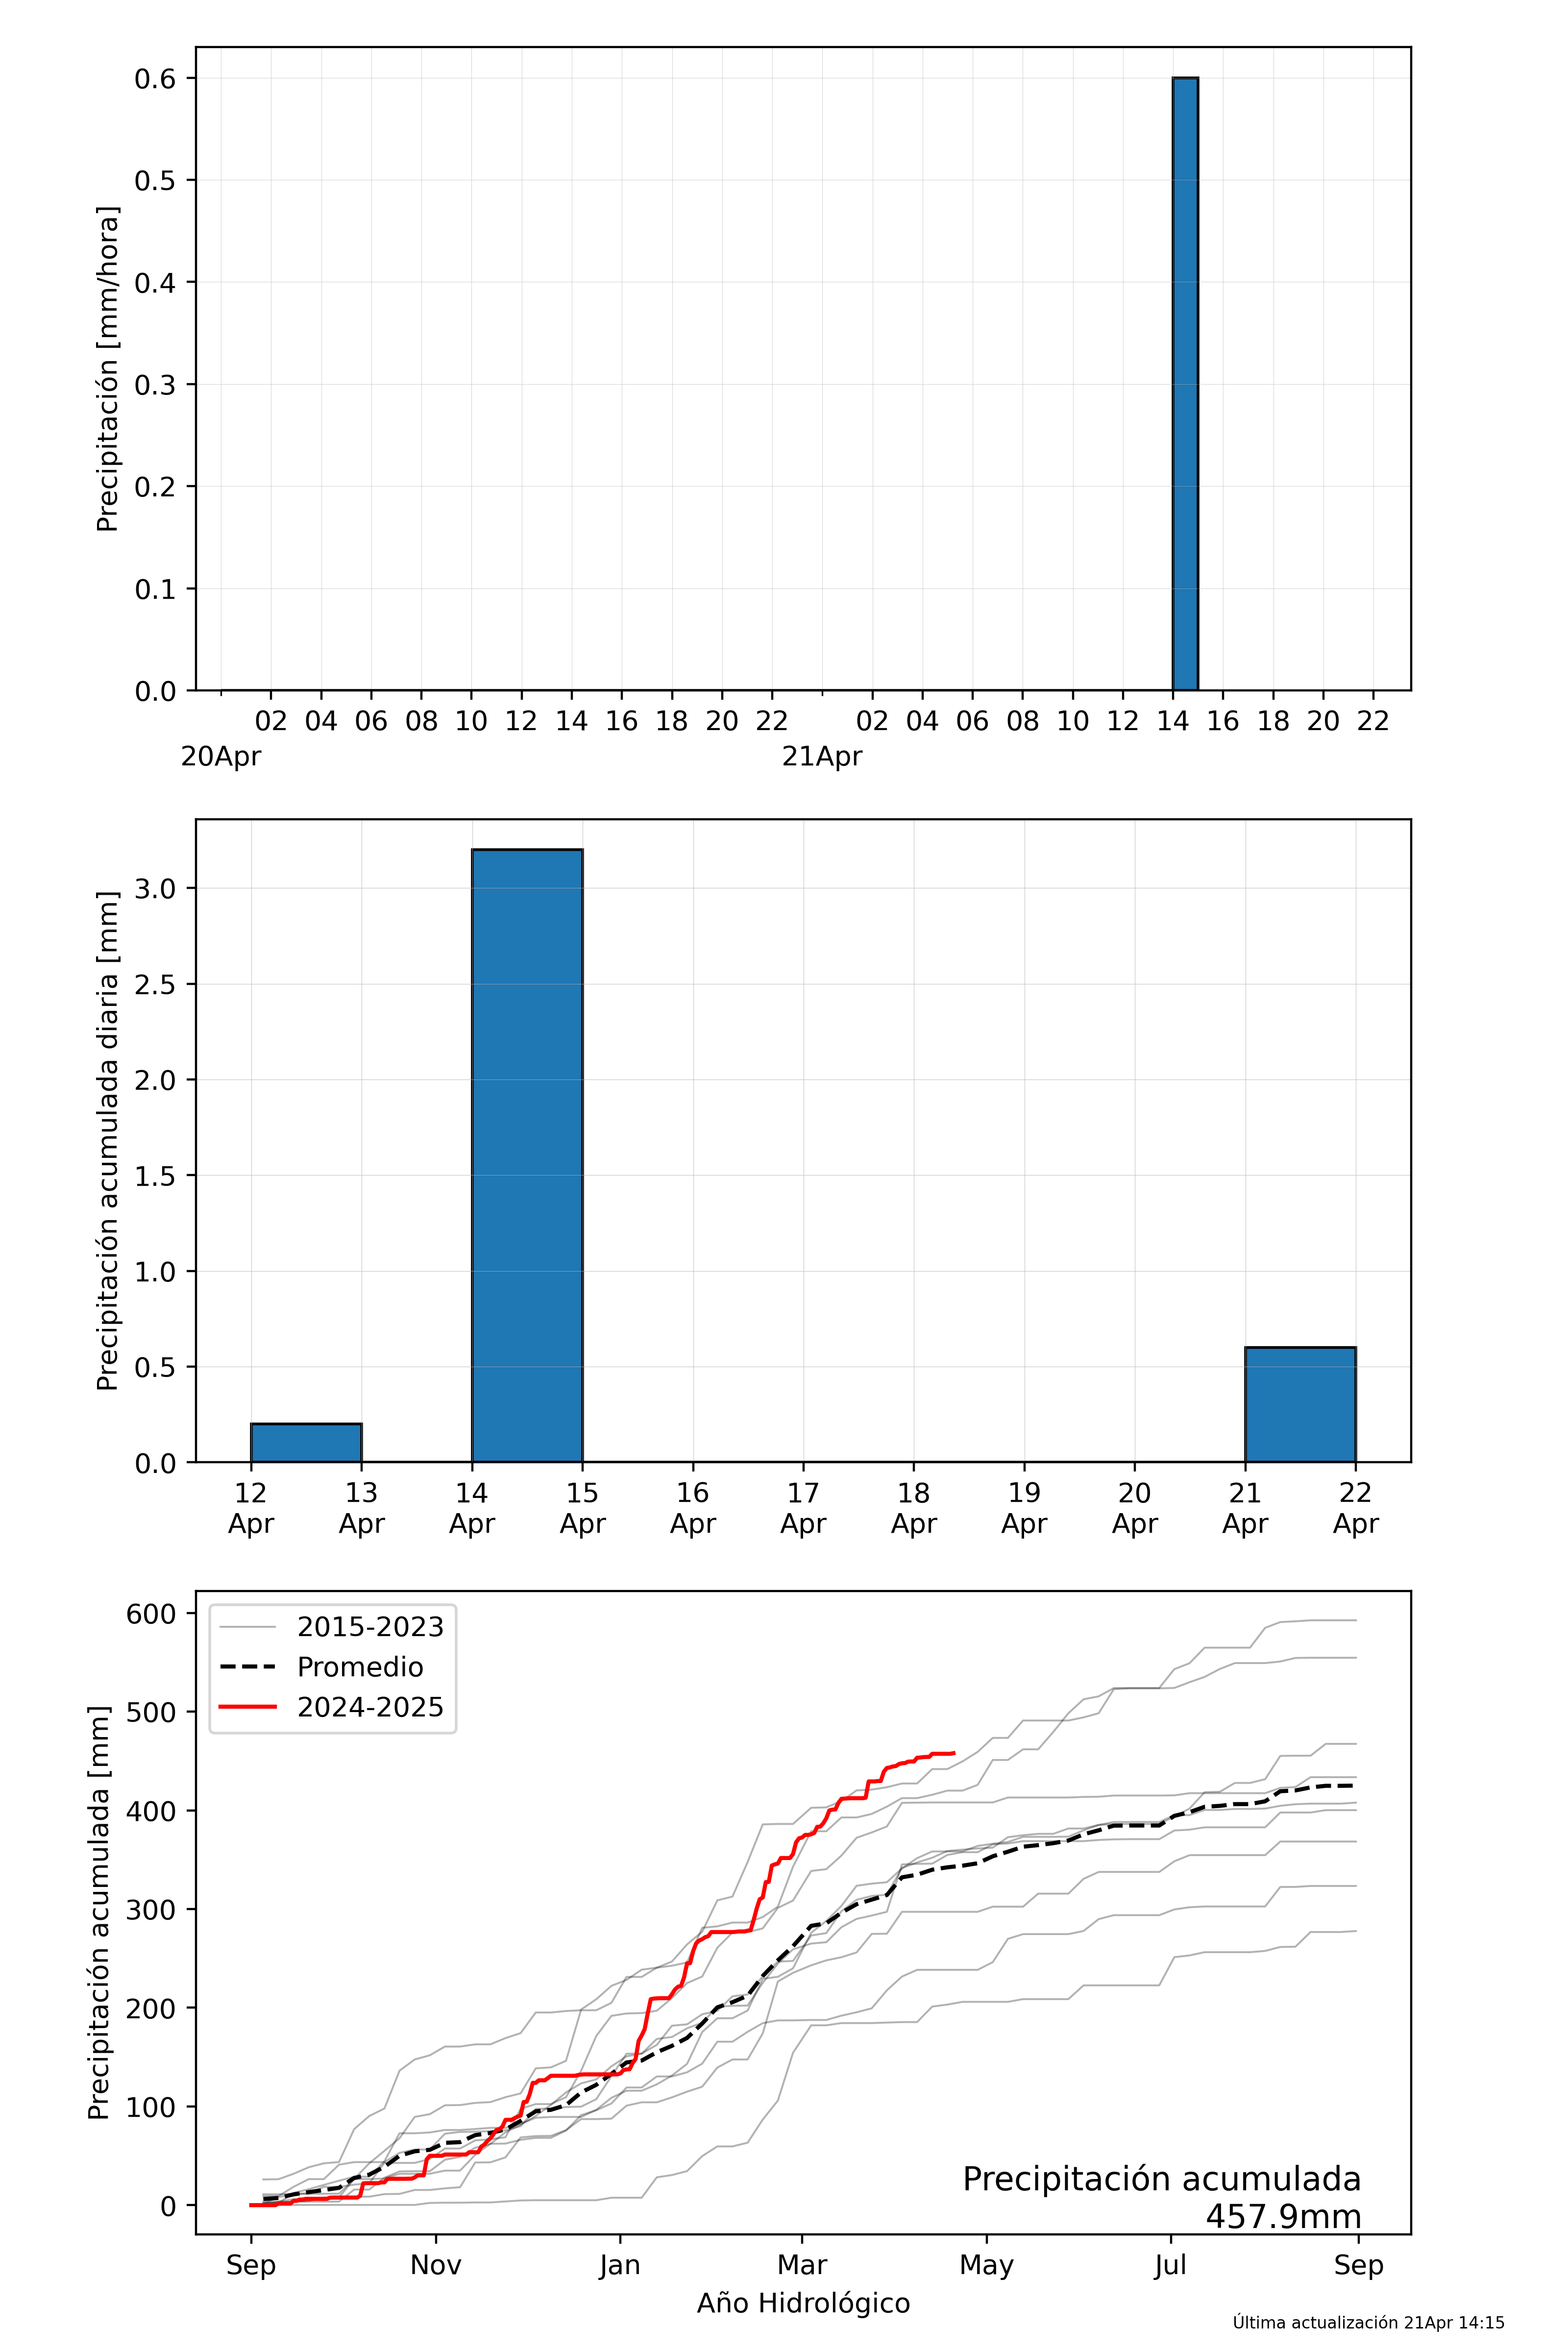 Precipitación [mm/hora]
0.6
0.5
0.4
0.3
0.2
0.1
0.0
02 04 06 08 10 12 14 16 18 20 22 02 04 06 08 10 12 14 16 18 20 22
20Apr 21Apr
Precipitación acumulada diaria [mm]
3.0
2.5
2.0
1.5
1.0
0.5
0.0
12 13 14 15 16 17 18 19 20 21 22
Apr Apr Apr Apr Apr Apr Apr Apr Apr Apr Apr
Precipitación acumulada [mm]
600
500
400
300
200
100
0
2015-2023
Promedio
2024-2025
Precipitación acumulada
457.9mm
Sep Nov Jan Mar May Jul Sep
Año Hidrológico
Última actualización 21Apr 14:15